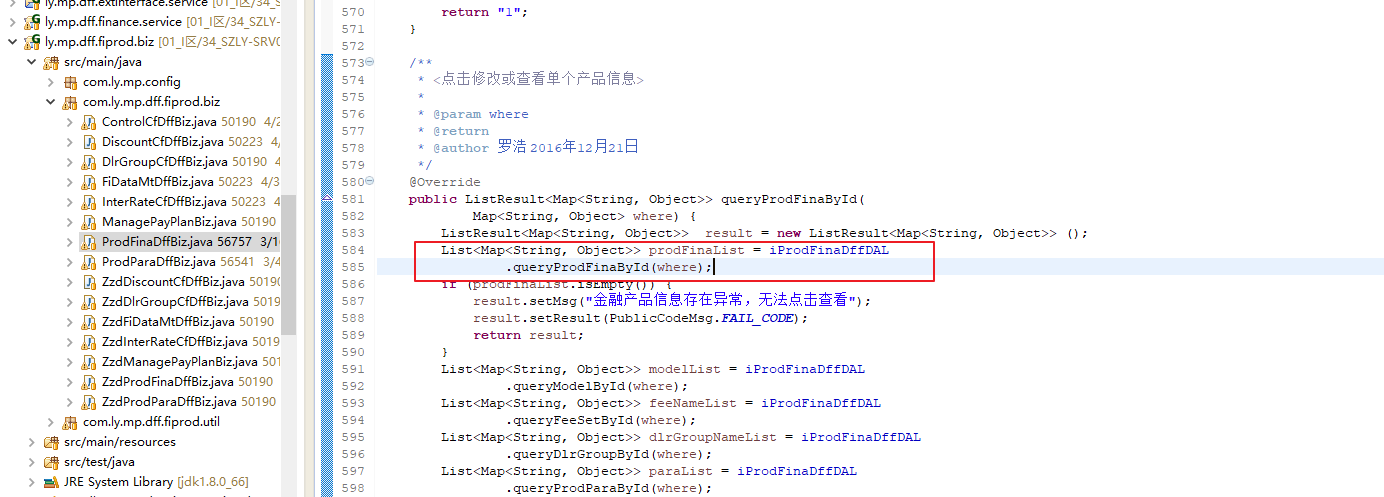 ly.mp.dff.extinterface.service [01_I区/34_SZ
ly.mp.dff.finance.service [01_I区/34_SZLY-
ly.mp.dff.fiprod.biz [01_I区/34_SZLY-SRV0
src/main/java
com.ly.mp.config
com.ly.mp.dff.fiprod.biz
ControlCfDffBiz.java 50190 4/2
DiscountCfDffBiz.java 50223 4/
DlrGroupCfDffBiz.java 50190 4
FiDataMtDffBiz.java 50223 4/3
InterRateCfDffBiz.java 50223 4
ManagePayPlanBiz.java 50190
ProdFinaDffBiz.java 56757 3/1
ProdParaDffBiz.java 56541 3/4
ZzdDiscountCfDffBiz.java 5019
ZzdDlrGroupCfDffBiz.java 5019
ZzdFiDataMtDffBiz.java 50190
ZzdInterRateCfDffBiz.java 5019
ZzdManagePayPlanBiz.java 501
ZzdProdFinaDffBiz.java 50190
ZzdProdParaDffBiz.java 50190
com.ly.mp.dff.fiprod.util
src/main/resources
src/test/java
JRE System Library [jdk1.8.0_66]
570 return "1";
571 }
572
573 /**
574 * <点击修改或查看单个产品信息>
575 *
576 * @param where
577 * @return
578 * @author 罗浩 2016年12月21日
579 */
580 @Override
581 public ListResult<Map<String, Object>> queryProdFinaById(
582 Map<String, Object> where) {
583 ListResult<Map<String, Object>> result = new ListResult<Map<String, Object>> ();
584 List<Map<String, Object>> prodFinaList = iProdFinaDffDAL
585 .queryProdFinaById(where);
586 if (prodFinaList.isEmpty()) {
587 result.setMsg("金融产品信息存在异常，无法点击查看");
588 result.setResult(PublicCodeMsg.FAIL_CODE);
589 return result;
590 }
591 List<Map<String, Object>> modelList = iProdFinaDffDAL
592 .queryModelById(where);
593 List<Map<String, Object>> feeNameList = iProdFinaDffDAL
594 .queryFeeSetById(where);
595 List<Map<String, Object>> dlrGroupNameList = iProdFinaDffDAL
596 .queryDlrGroupById(where);
597 List<Map<String, Object>> paraList = iProdFinaDffDAL
598 .queryProdParaById(where);